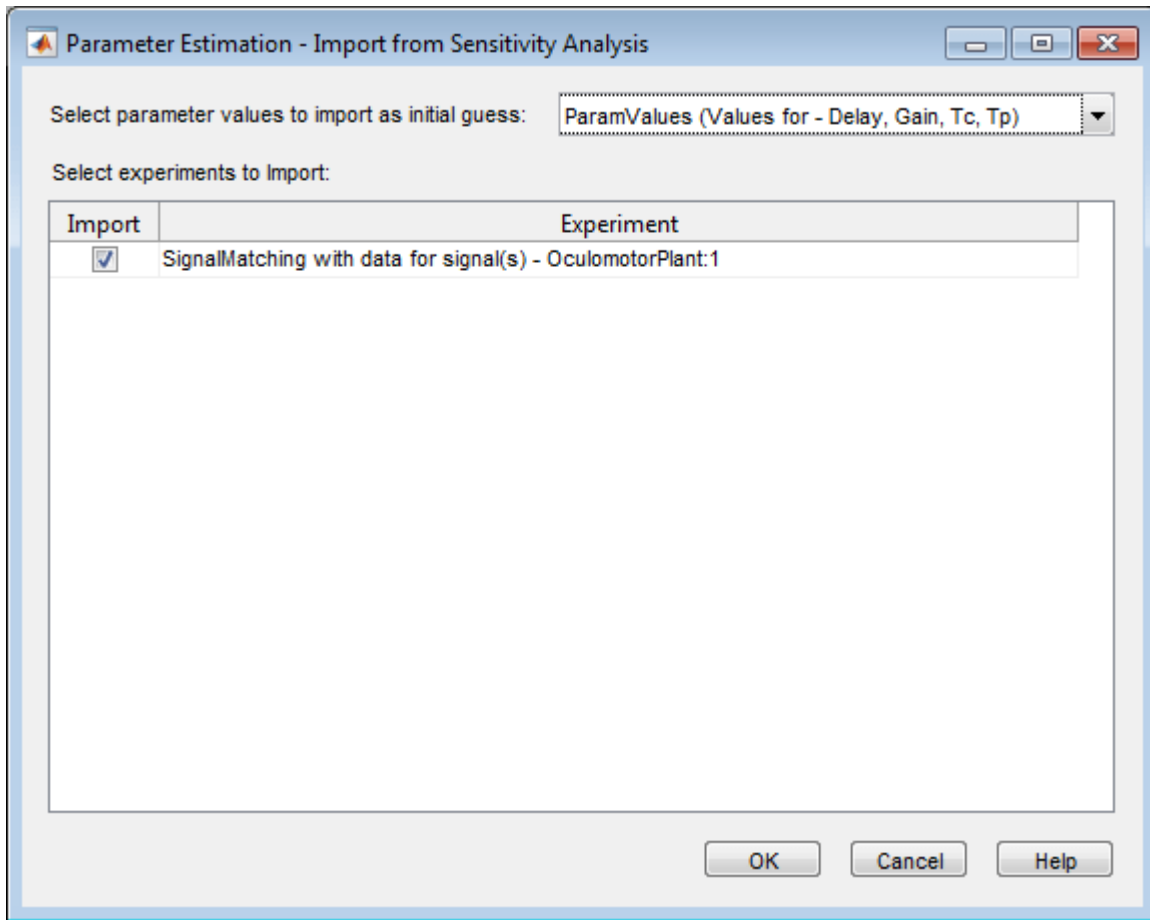 Parameter Estimation - Import from Sensitivity Analysis
Select parameter values to import as initial guess: ParamValues (Values for - Delay, Gain, Tc, Tp)
Select experiments to Import:
Import Experiment
SignalMatching with data for signal(s) - OculomotorPlant:1
OK Cancel Help